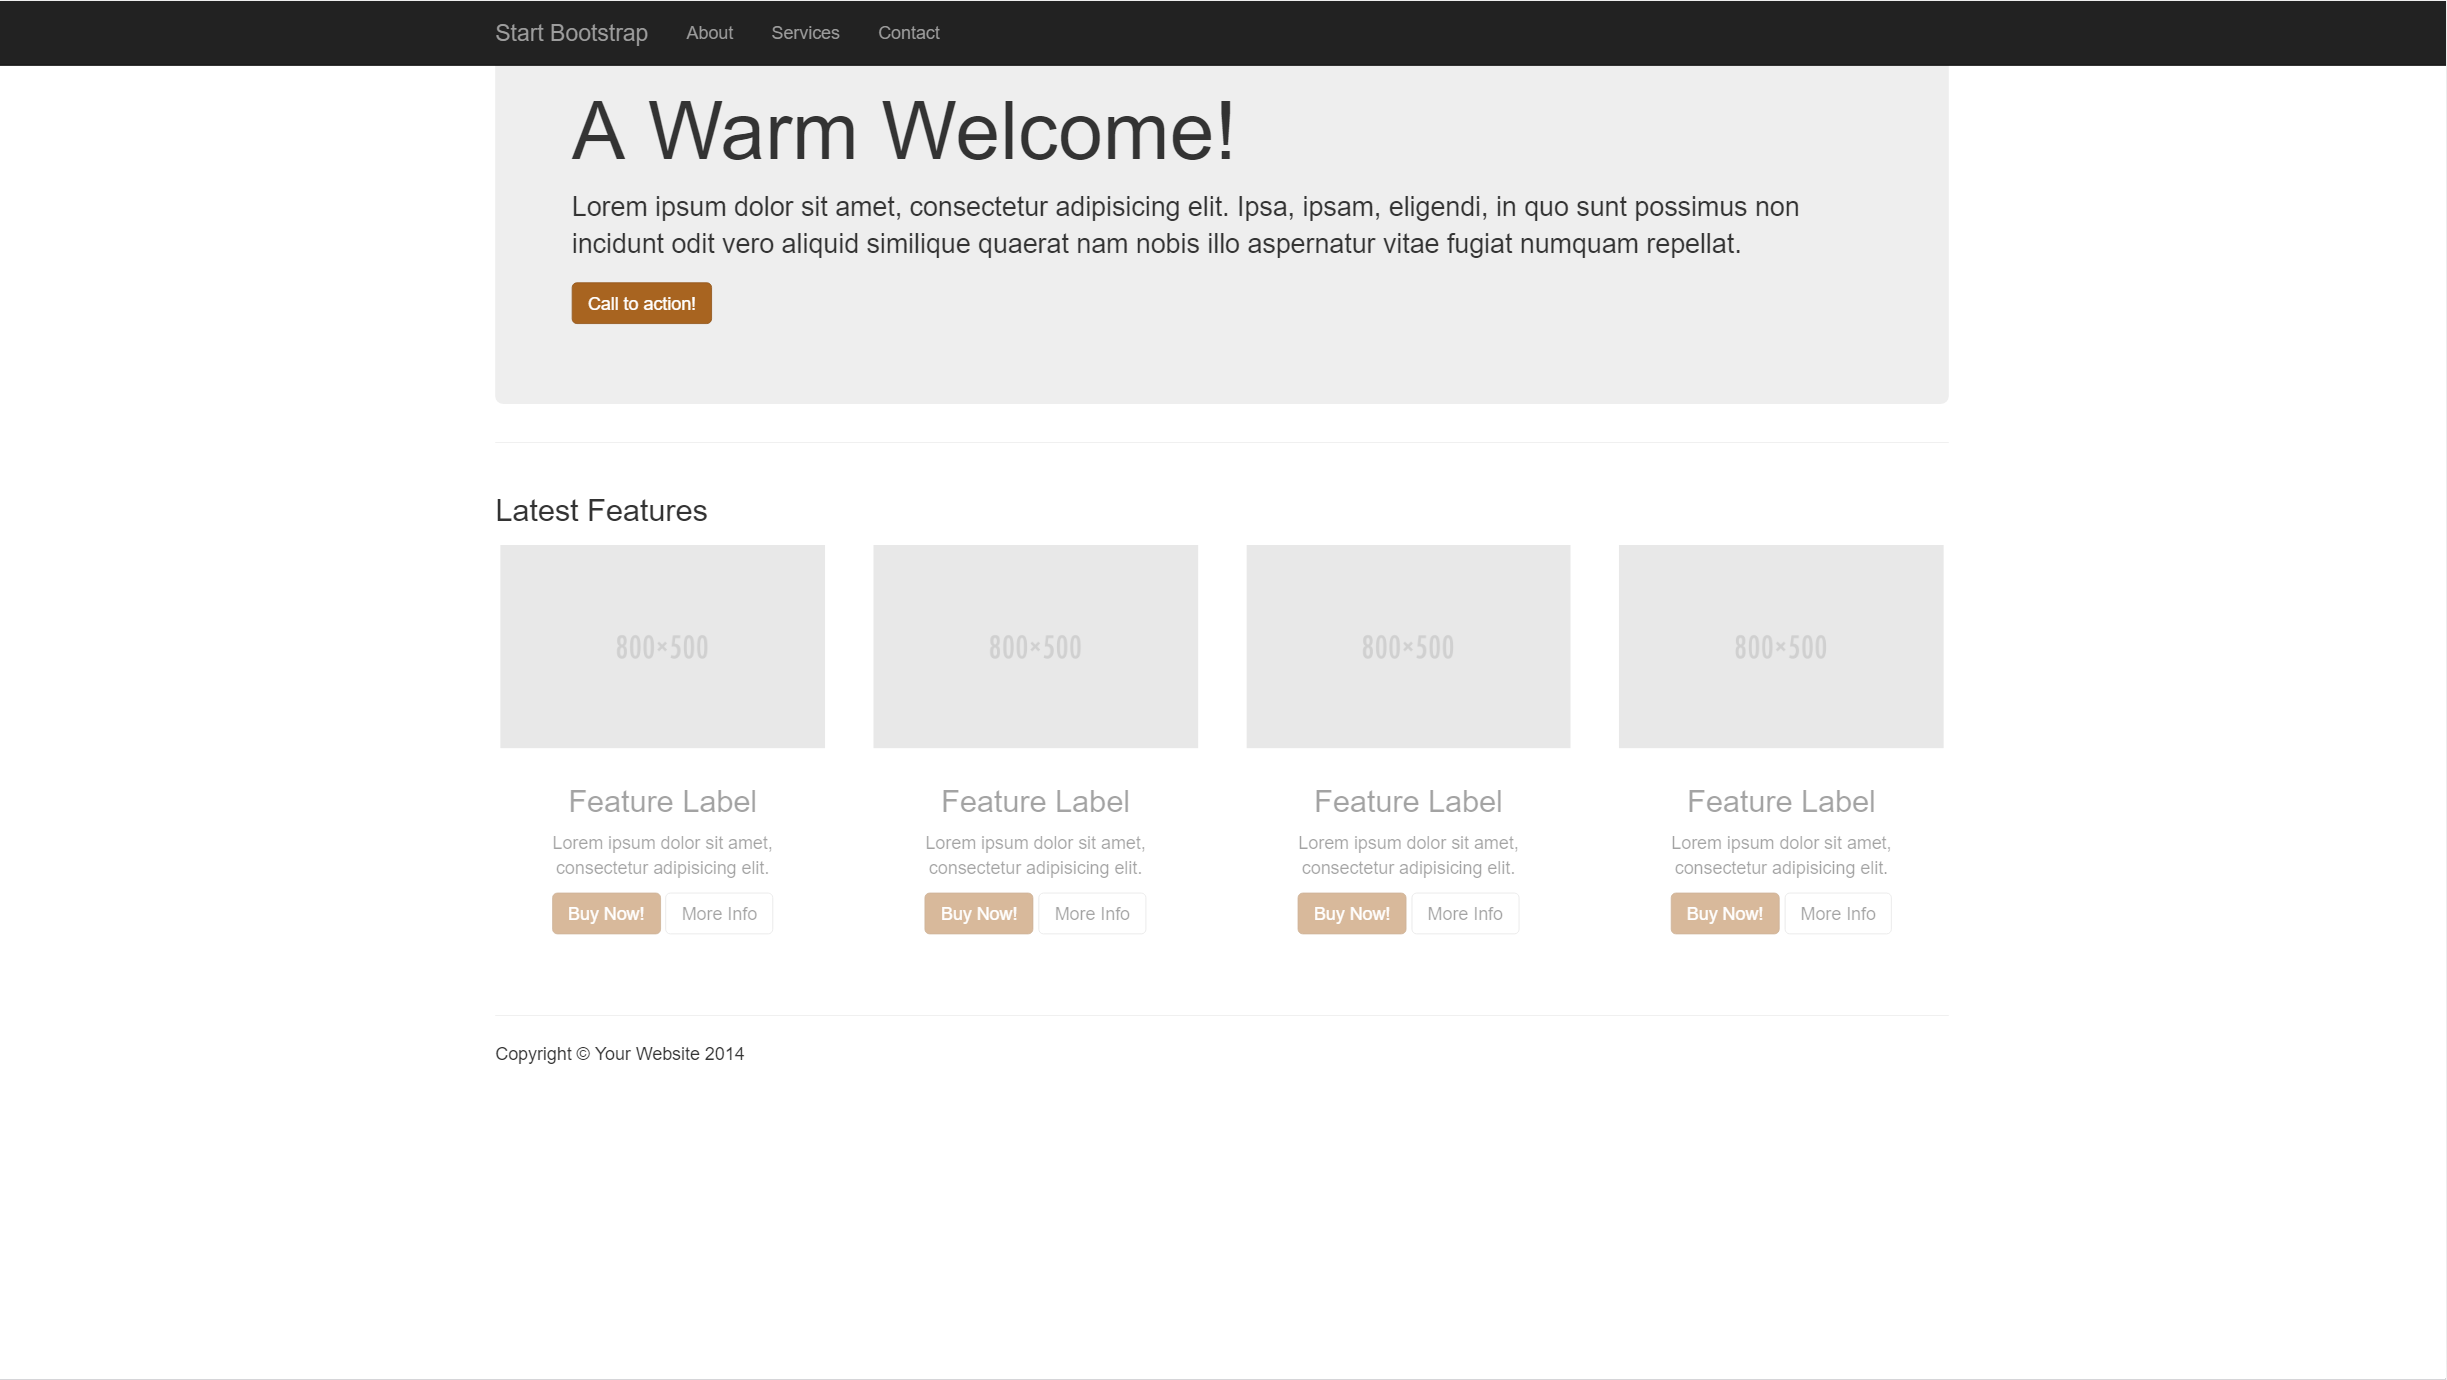 Start Bootstrap About Services Contact
A Warm Welcome!
Lorem ipsum dolor sit amet, consectetur adipisicing elit. Ipsa, ipsam, eligendi, in quo sunt possimus non
incidunt odit vero aliquid similique quaerat nam nobis illo aspernatur vitae fugiat numquam repellat.
Call to action!
Latest Features
800×500
Feature Label
Lorem ipsum dolor sit amet,
consectetur adipisicing elit.
Buy Now! More Info
800×500
Feature Label
Lorem ipsum dolor sit amet,
consectetur adipisicing elit.
Buy Now! More Info
800×500
Feature Label
Lorem ipsum dolor sit amet,
consectetur adipisicing elit.
Buy Now! More Info
800×500
Feature Label
Lorem ipsum dolor sit amet,
consectetur adipisicing elit.
Buy Now! More Info
Copyright © Your Website 2014